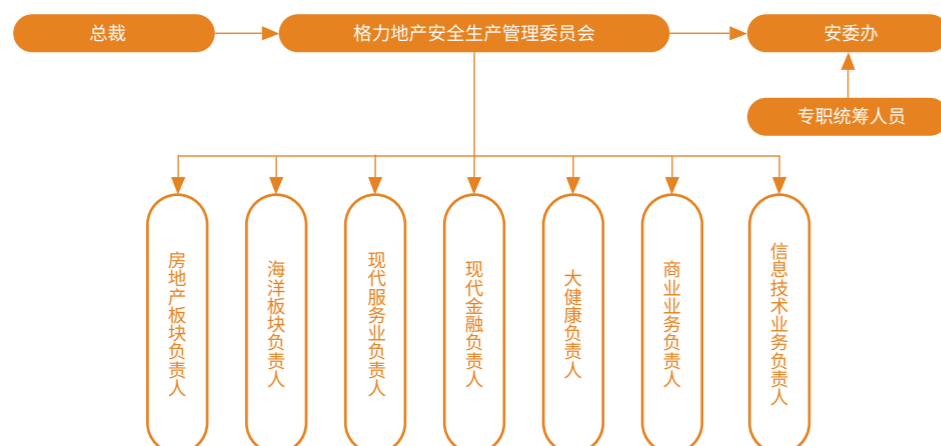 总裁
格力地产安全生产管理委员会
安委办
专职统筹人员
房地产板块负责人
海洋板块负责人
现代服务业负责人
现代金融负责人
大健康负责人
商业业务负责人
信息技术业务负责人